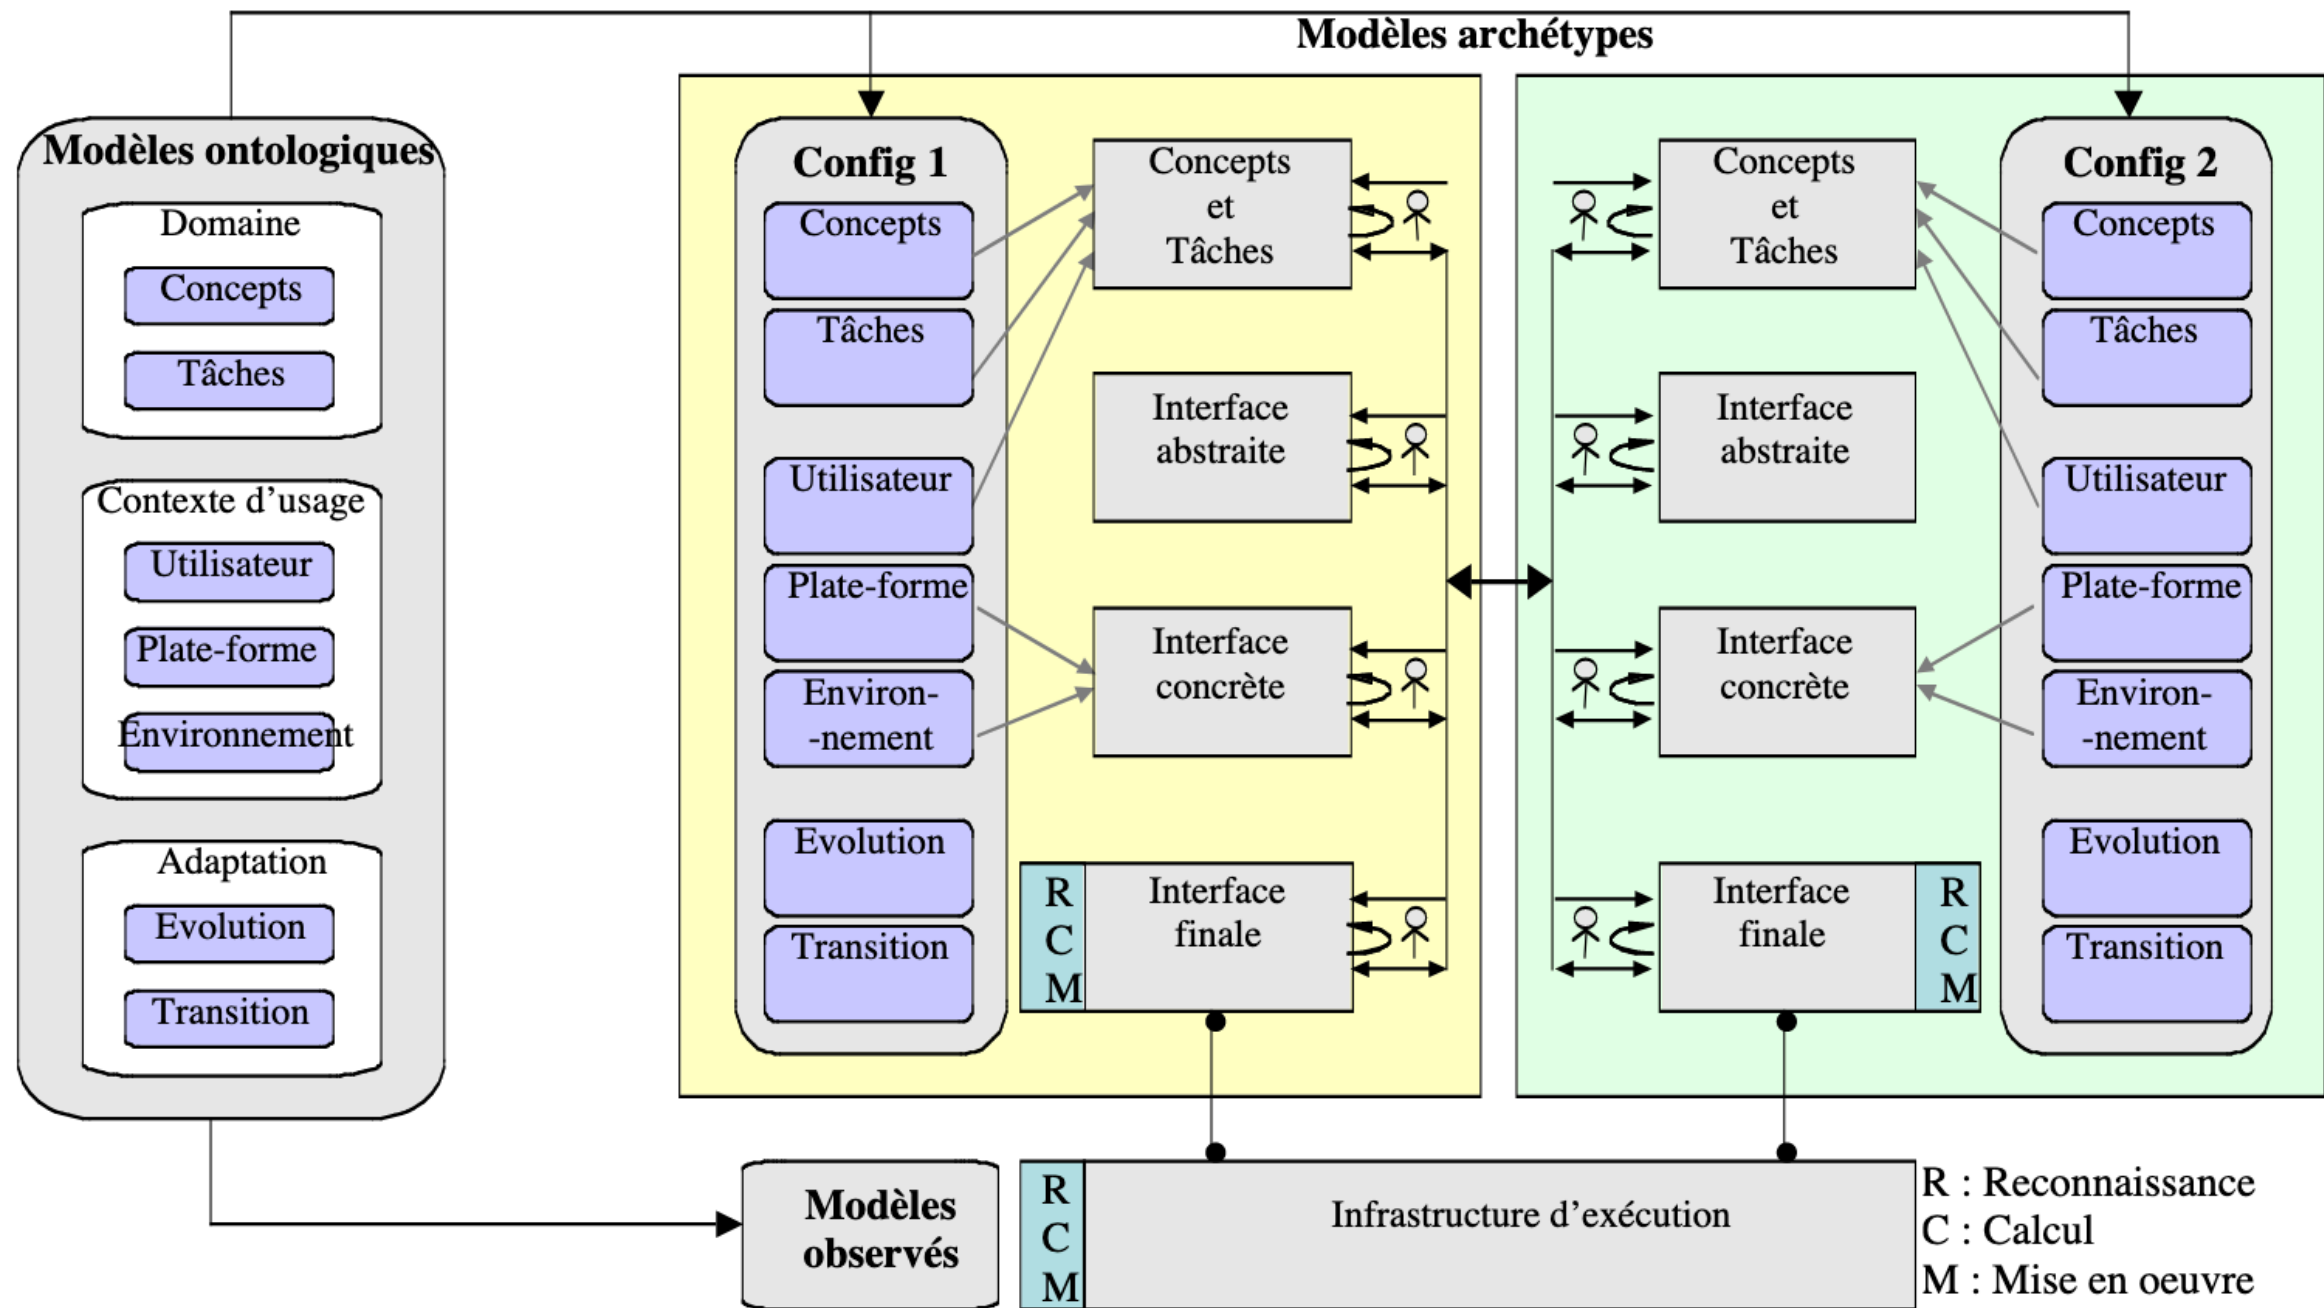 Modèles archétypes
Modèles ontologiques
Domaine
Concepts
Tâches
Contexte d’usage
Utilisateur
Plate-forme
Environnement
Adaptation
Evolution
Transition
Config 1
Concepts
Tâches
Utilisateur
Plate-forme
Environ-
-nement
Evolution
Transition
Concepts
et
Tâches
Interface
abstraite
Interface
concrète
R
C
M
Interface
finale
Concepts
et
Tâches
Interface
abstraite
Interface
concrète
Interface
finale
R
C
M
Config 2
Concepts
Tâches
Utilisateur
Plate-forme
Environ-
-nement
Evolution
Transition
Modèles
observés
R
C
M
Infrastructure d’exécution
R : Reconnaissance
C : Calcul
M : Mise en oeuvre